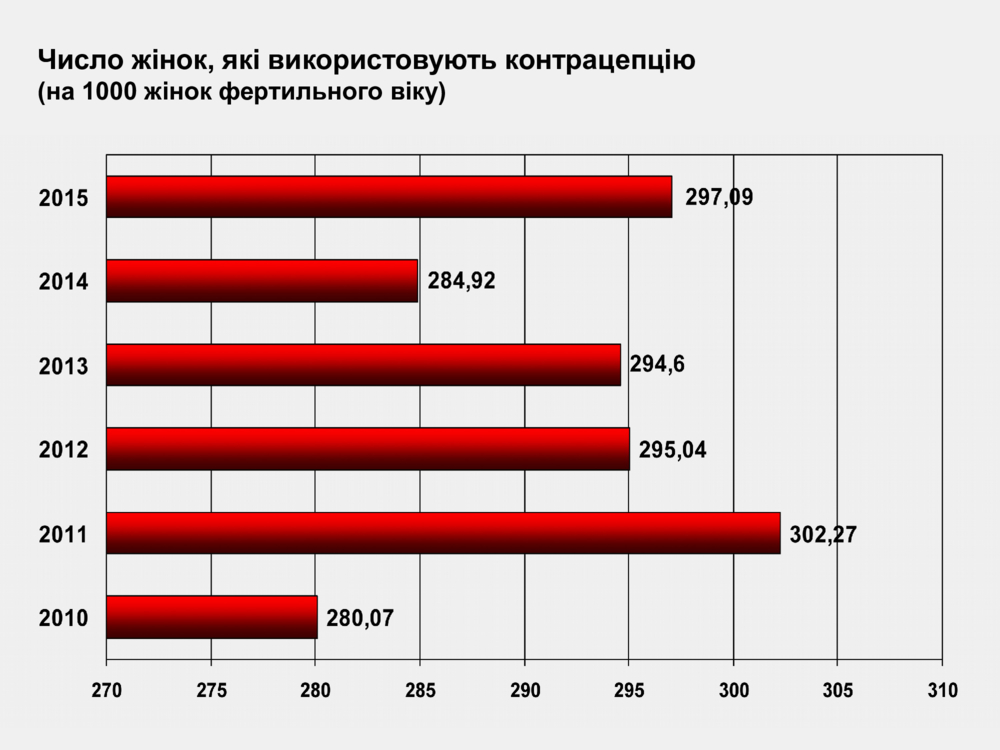 Число жінок, які використовують контрацепцію
(на 1000 жінок фертильного віку)
2015 297,09
2014 284,92
2013 294,6
2012 295,04
2011 302,27
2010 280,07
270 275 280 285 290 295 300 305 310